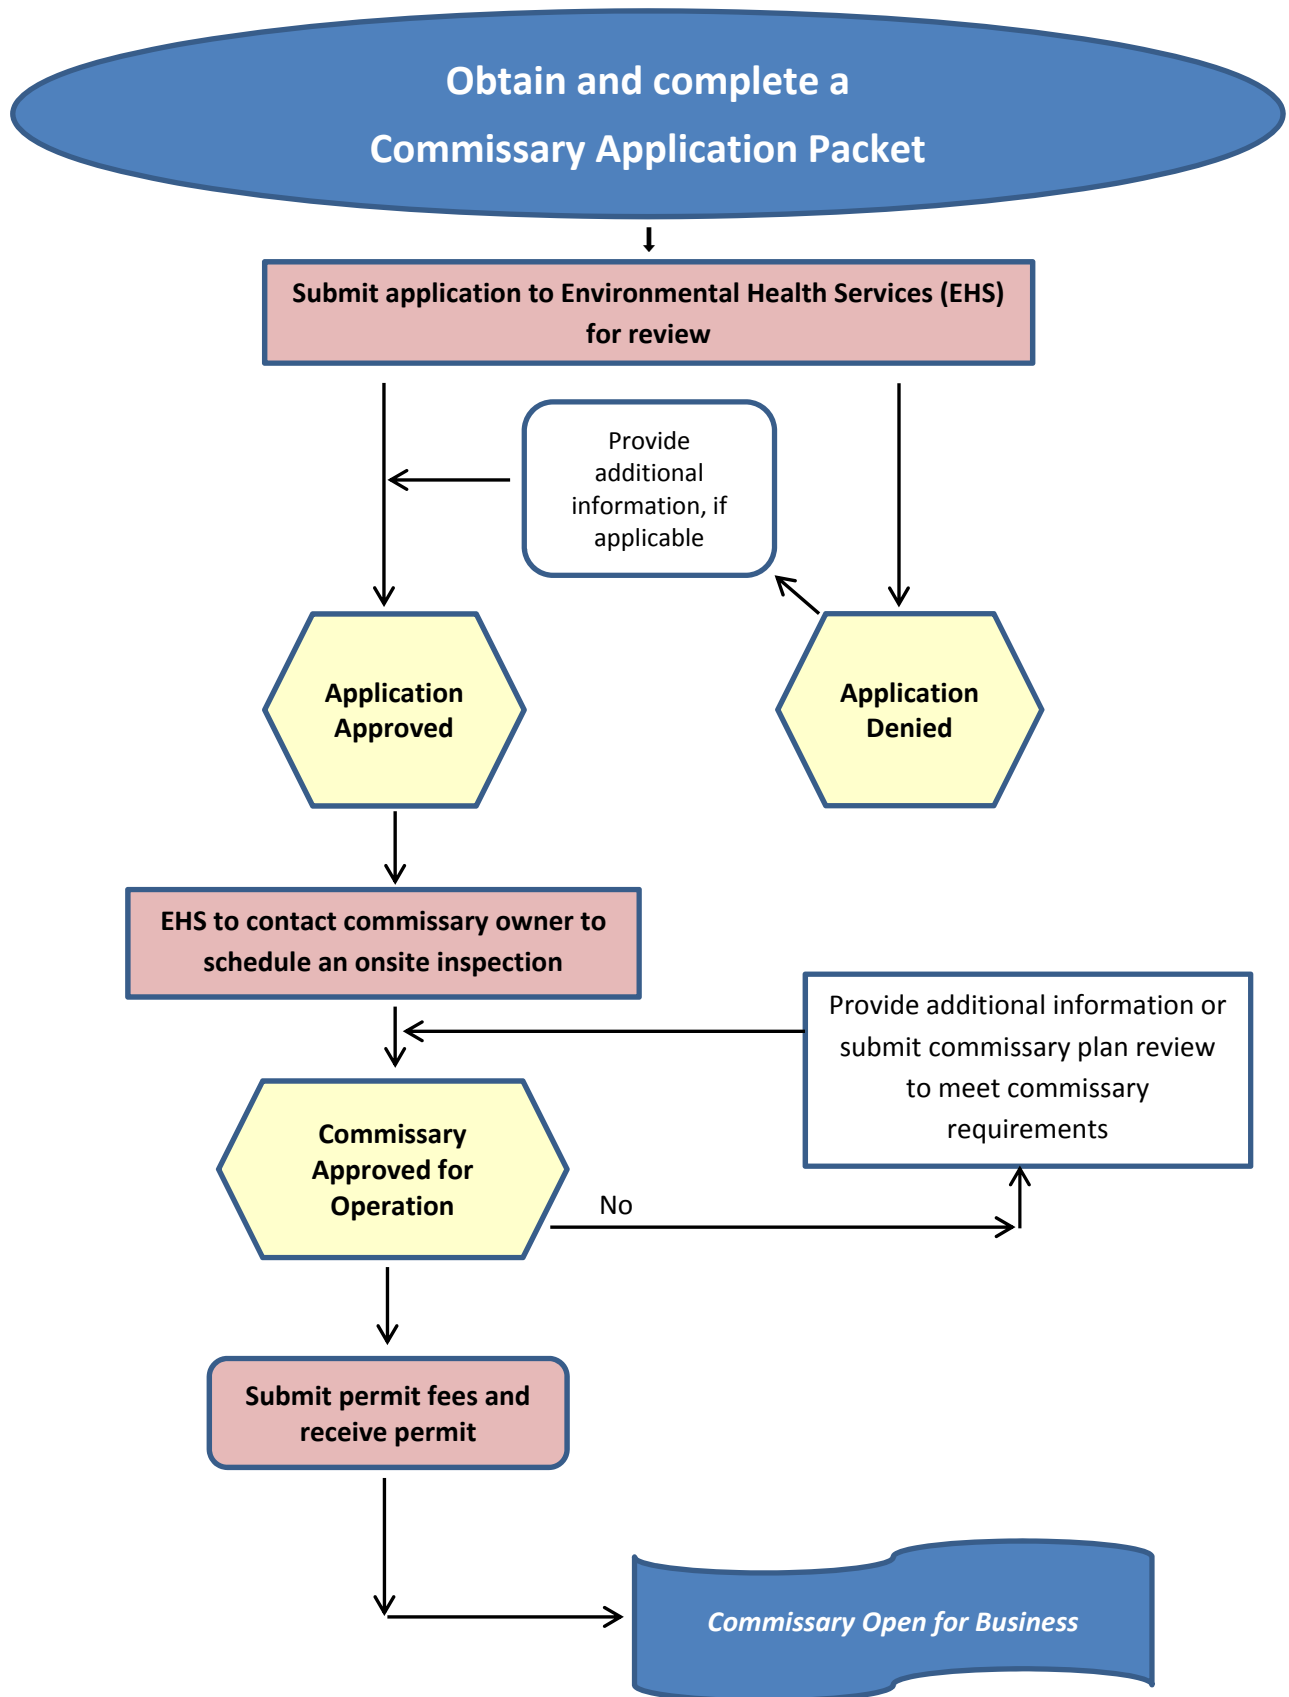 Obtain and complete a
Commissary Application Packet
Submit application to Environmental Health Services (EHS)
for review
Provide
additional
information, if
applicable
Application
Approved
Application
Denied
EHS to contact commissary owner to
schedule an onsite inspection
Provide additional information or
submit commissary plan review
to meet commissary
requirements
Commissary
Approved for
Operation
No
Submit permit fees and
receive permit
Commissary Open for Business